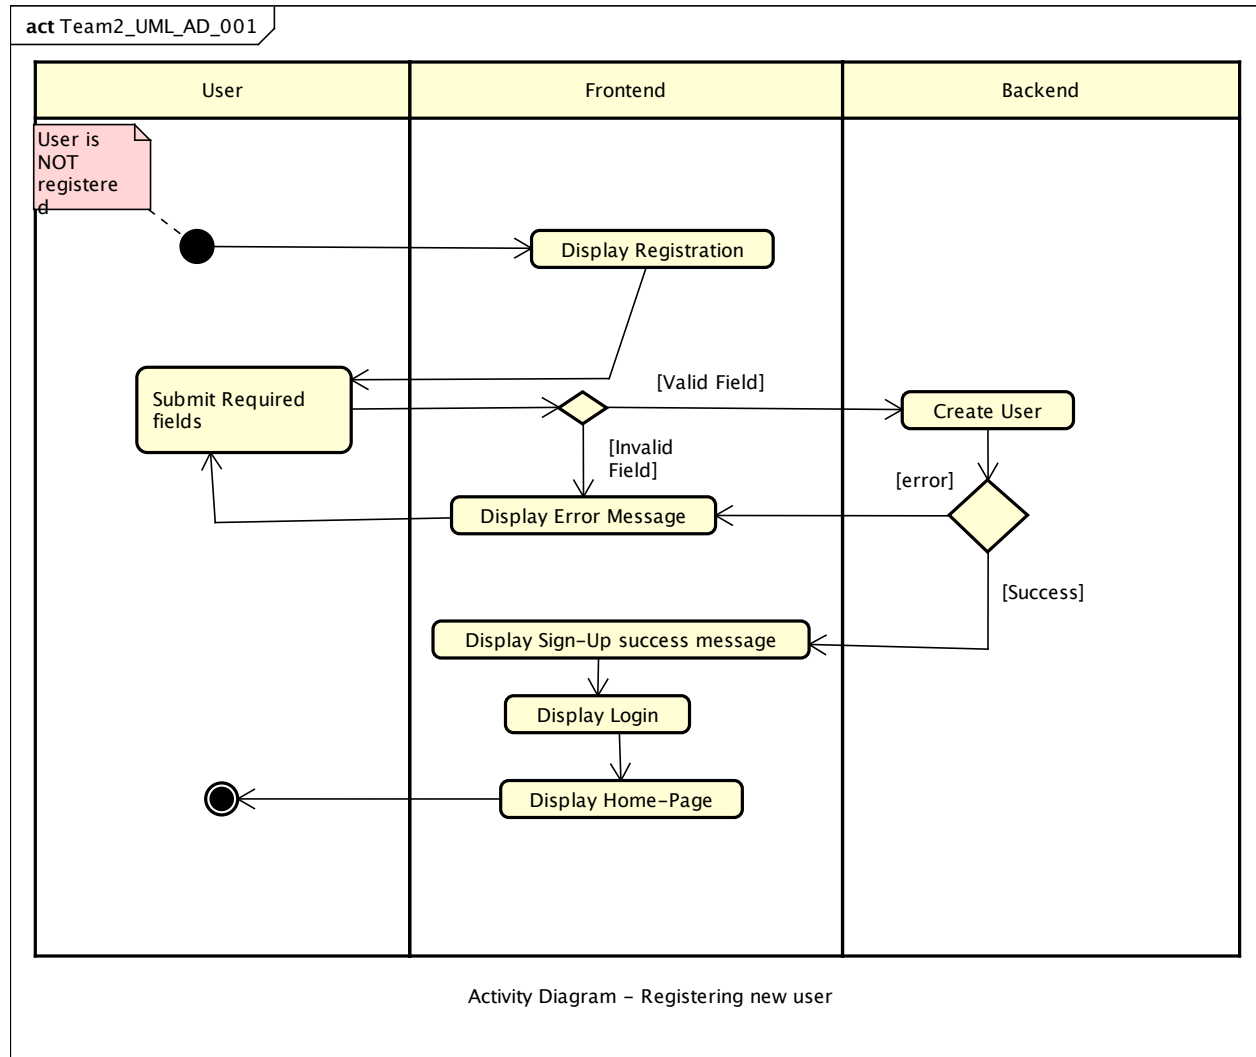 act Team2_UML_AD_001
User
Frontend
Backend
User is
NOT
registere
d
Display Registration
Submit Required
fields
[Valid Field]
Create User
[Invalid
Field]
[error]
Display Error Message
[Success]
Display Sign-Up success message
Display Login
Display Home-Page
Activity Diagram - Registering new user